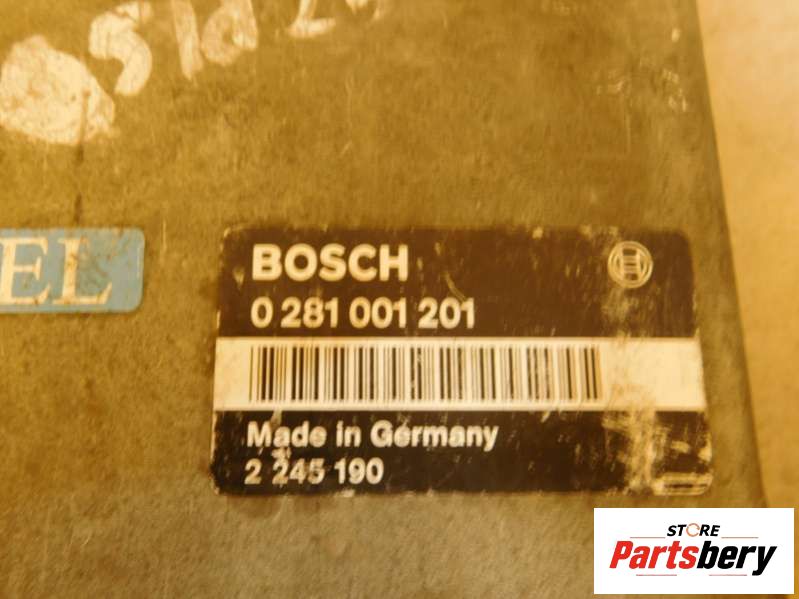 EL
BOSCH
0 281 001 201
Made in Germany
2 245 190
STORE
Partsbery